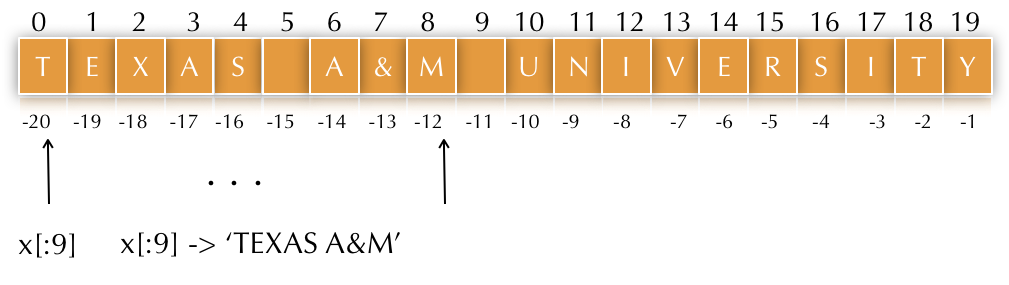 0 1 2 3 4 5 6 7 8 9 10 11 12 13 14 15 16 17 18 19
T E X A S A & M U N I V E R S I T Y
-20 -19 -18 -17 -16 -15 -14 -13 -12 -11 -10 -9 -8 -7 -6 -5 -4 -3 -2 -1
. . .
x[:9] x[:9] -> ‘TEXAS A&M’